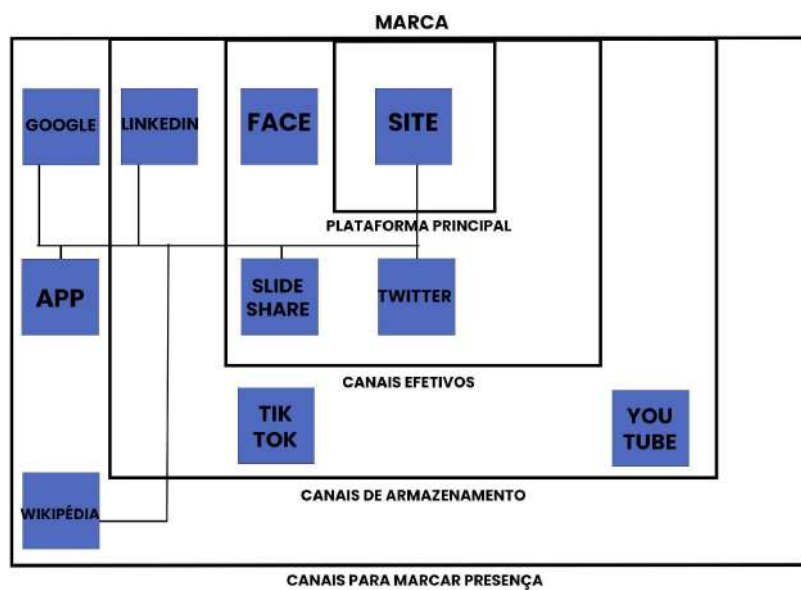 MARCA
GOOGLE
LINKEDIN
FACE
SITE
PLATAFORMA PRINCIPAL
APP
SLIDE
SHARE
TWITTER
CANAIS EFETIVOS
TIK
TOK
YOU
TUBE
CANAIS DE ARMAZENAMENTO
WIKIPÉDIA
CANAIS PARA MARCAR PRESENÇA